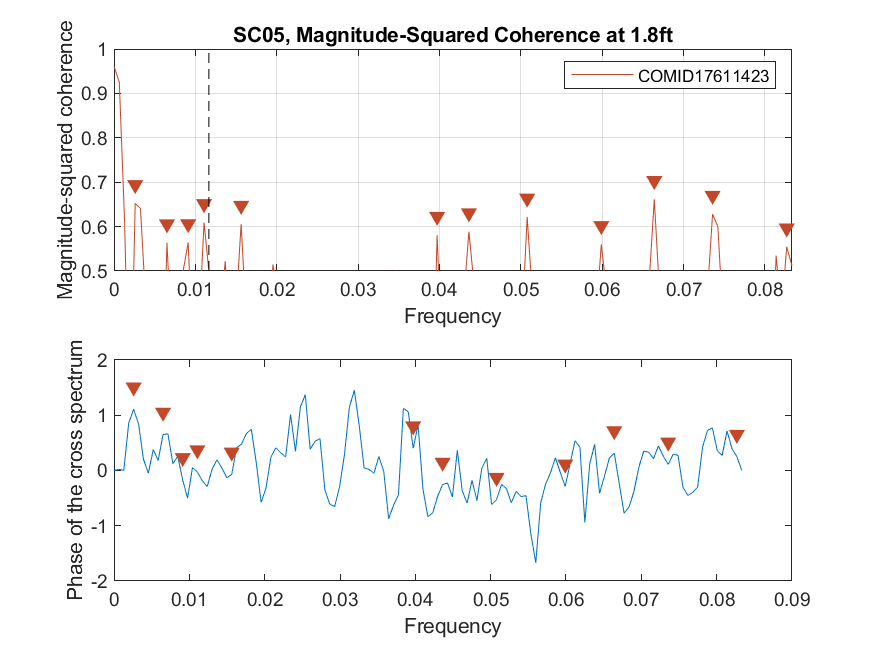 SC05, Magnitude-Squared Coherence at 1.8ft
Magnitude-squared coherence
1
0.9
0.8
0.7
0.6
0.5
COMID17611423
0 0.01 0.02 0.03 0.04 0.05 0.06 0.07 0.08
Frequency
Phase of the cross spectrum
2
1
0
-1
-2
0 0.01 0.02 0.03 0.04 0.05 0.06 0.07 0.08 0.09
Frequency